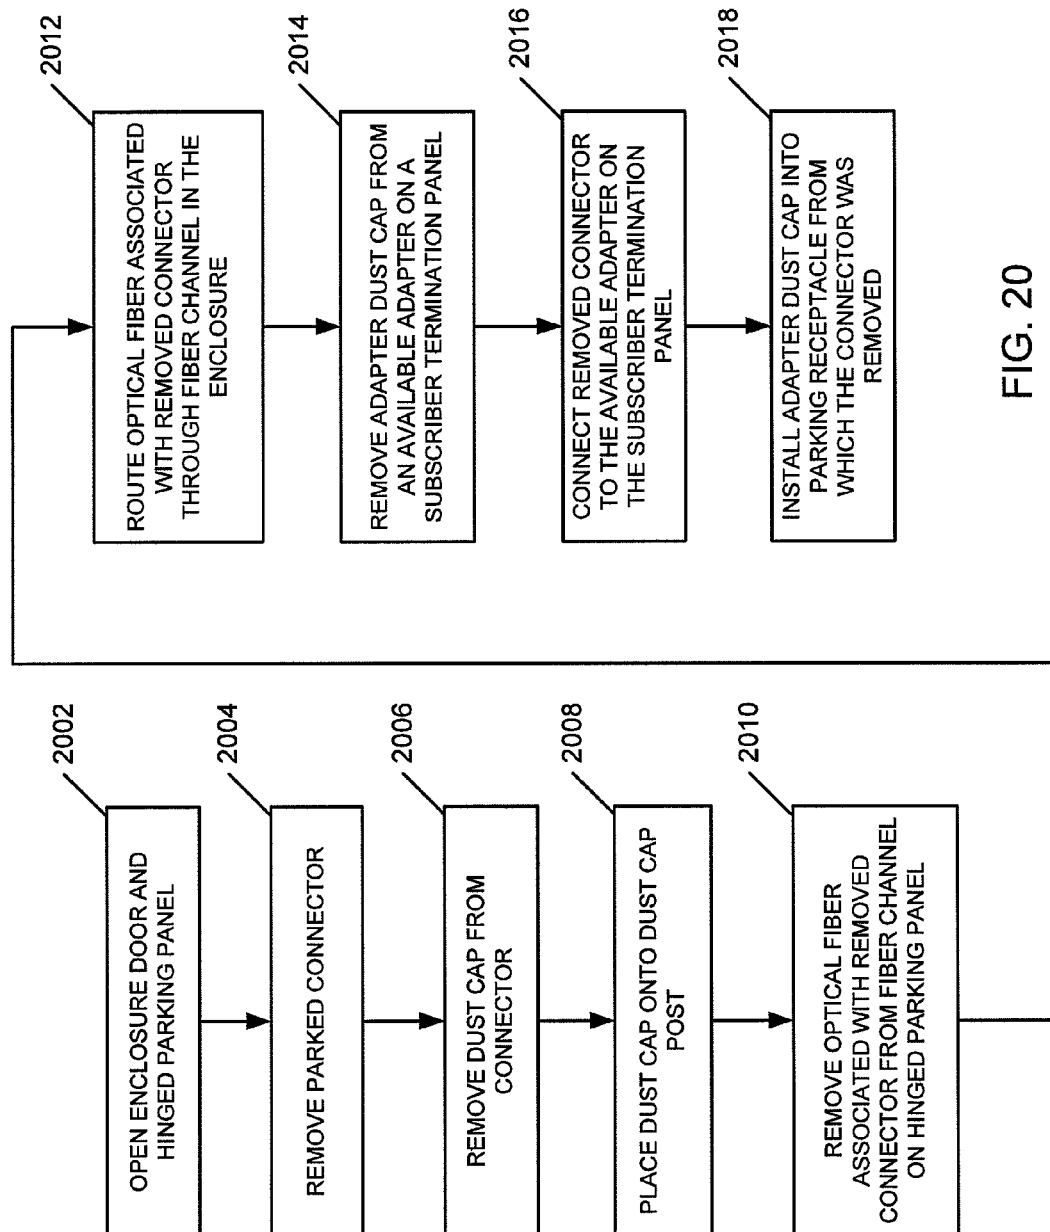 2002
OPEN ENCLOSURE DOOR AND
HINGED PARKING PANEL
2004
REMOVE PARKED CONNECTOR
2006
REMOVE DUST CAP FROM
CONNECTOR
2008
PLACE DUST CAP ONTO DUST CAP
POST
2010
REMOVE OPTICAL FIBER
ASSOCIATED WITH REMOVED
CONNECTOR FROM FIBER CHANNEL
ON HINGED PARKING PANEL
2012
ROUTE OPTICAL FIBER ASSOCIATED
WITH REMOVED CONNECTOR
THROUGH FIBER CHANNEL IN THE
ENCLOSURE
2014
REMOVE ADAPTER DUST CAP FROM
AN AVAILABLE ADAPTER ON A
SUBSCRIBER TERMINATION PANEL
2016
CONNECT REMOVED CONNECTOR
TO THE AVAILABLE ADAPTER ON
THE SUBSCRIBER TERMINATION
PANEL
2018
INSTALL ADAPTER DUST CAP INTO
PARKING RECEPTACLE FROM
WHICH THE CONNECTOR WAS
REMOVED
FIG. 20